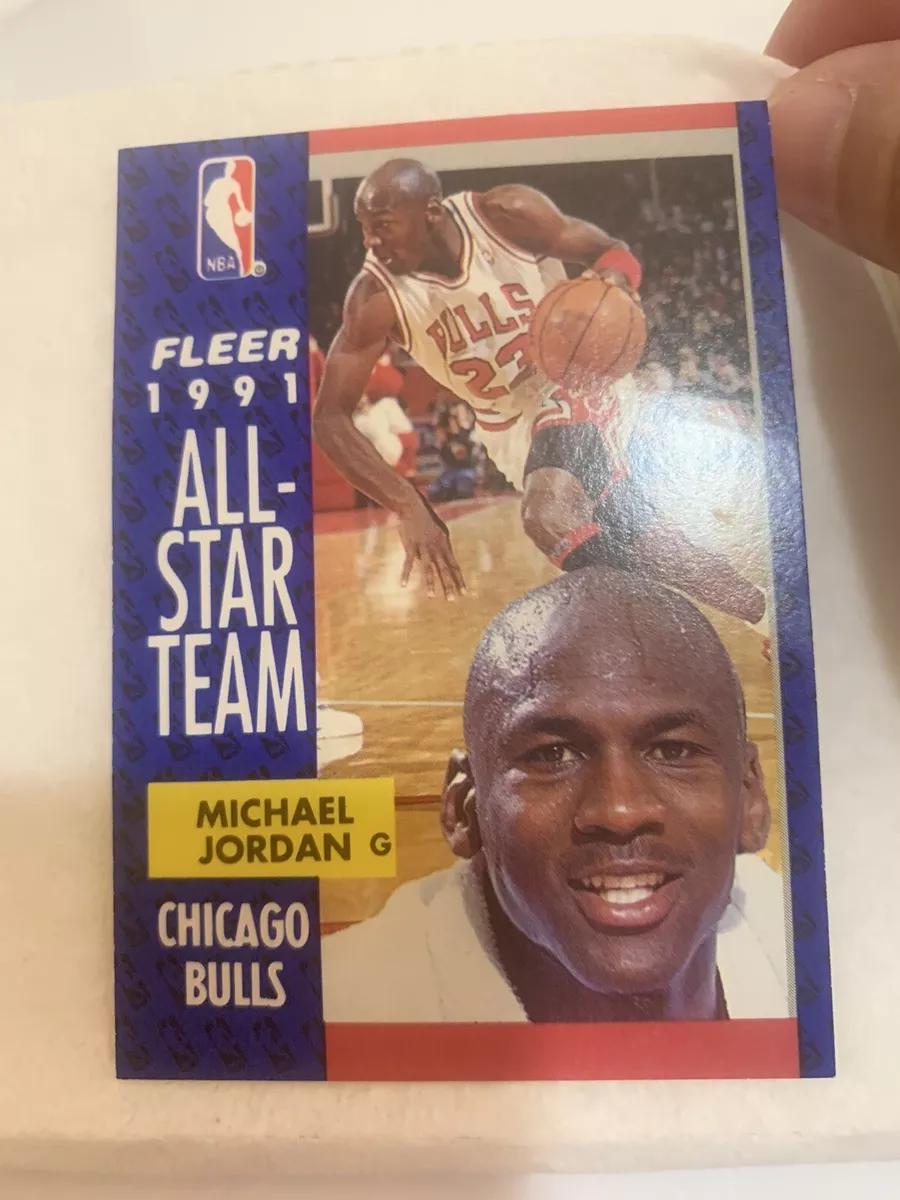 NBA
®
FLEER
1991
ALL-
STAR
TEAM
MICHAEL
JORDAN G
CHICAGO
BULLS
BULLS
23